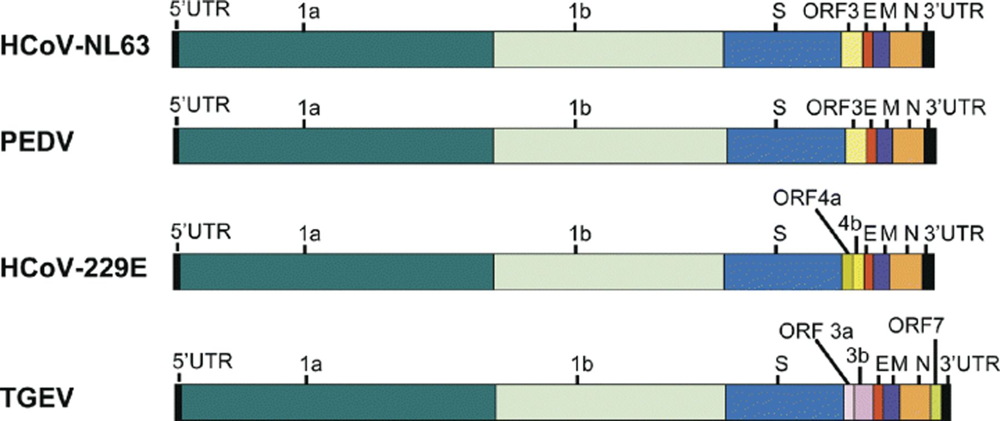 5’UTR 1a 1b S ORF3 E M N 3’UTR
HCoV-NL63
5’UTR 1a 1b S ORF3 E M N 3’UTR
PEDV
ORF4a
5’UTR 1a 1b S 4b E M N 3’UTR
HCoV-229E
ORF 3a ORF7
5’UTR 1a 1b S 3b E M N 3’UTR
TGEV